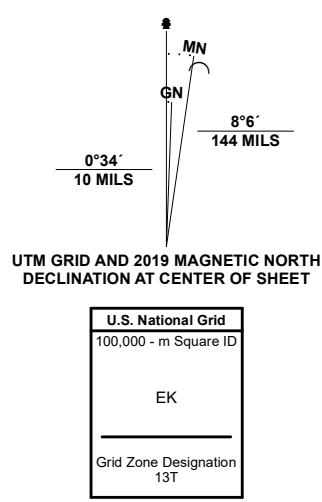 MN
GN
8°6´
144 MILS
0°34´
10 MILS
UTM GRID AND 2019 MAGNETIC NORTH
DECLINATION AT CENTER OF SHEET
U.S. National Grid
100,000 - m Square ID
EK
Grid Zone Designation
13T